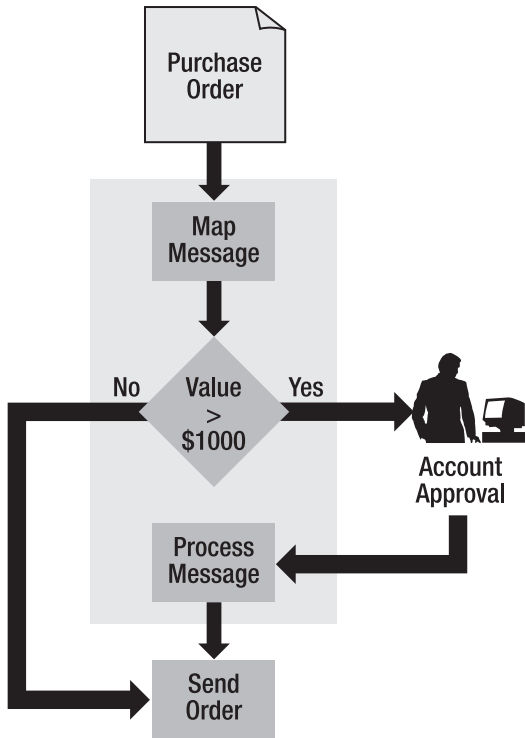 Purchase
Order
Map
Message
No
Value
>
$1000
Yes
Account
Approval
Process
Message
Send
Order